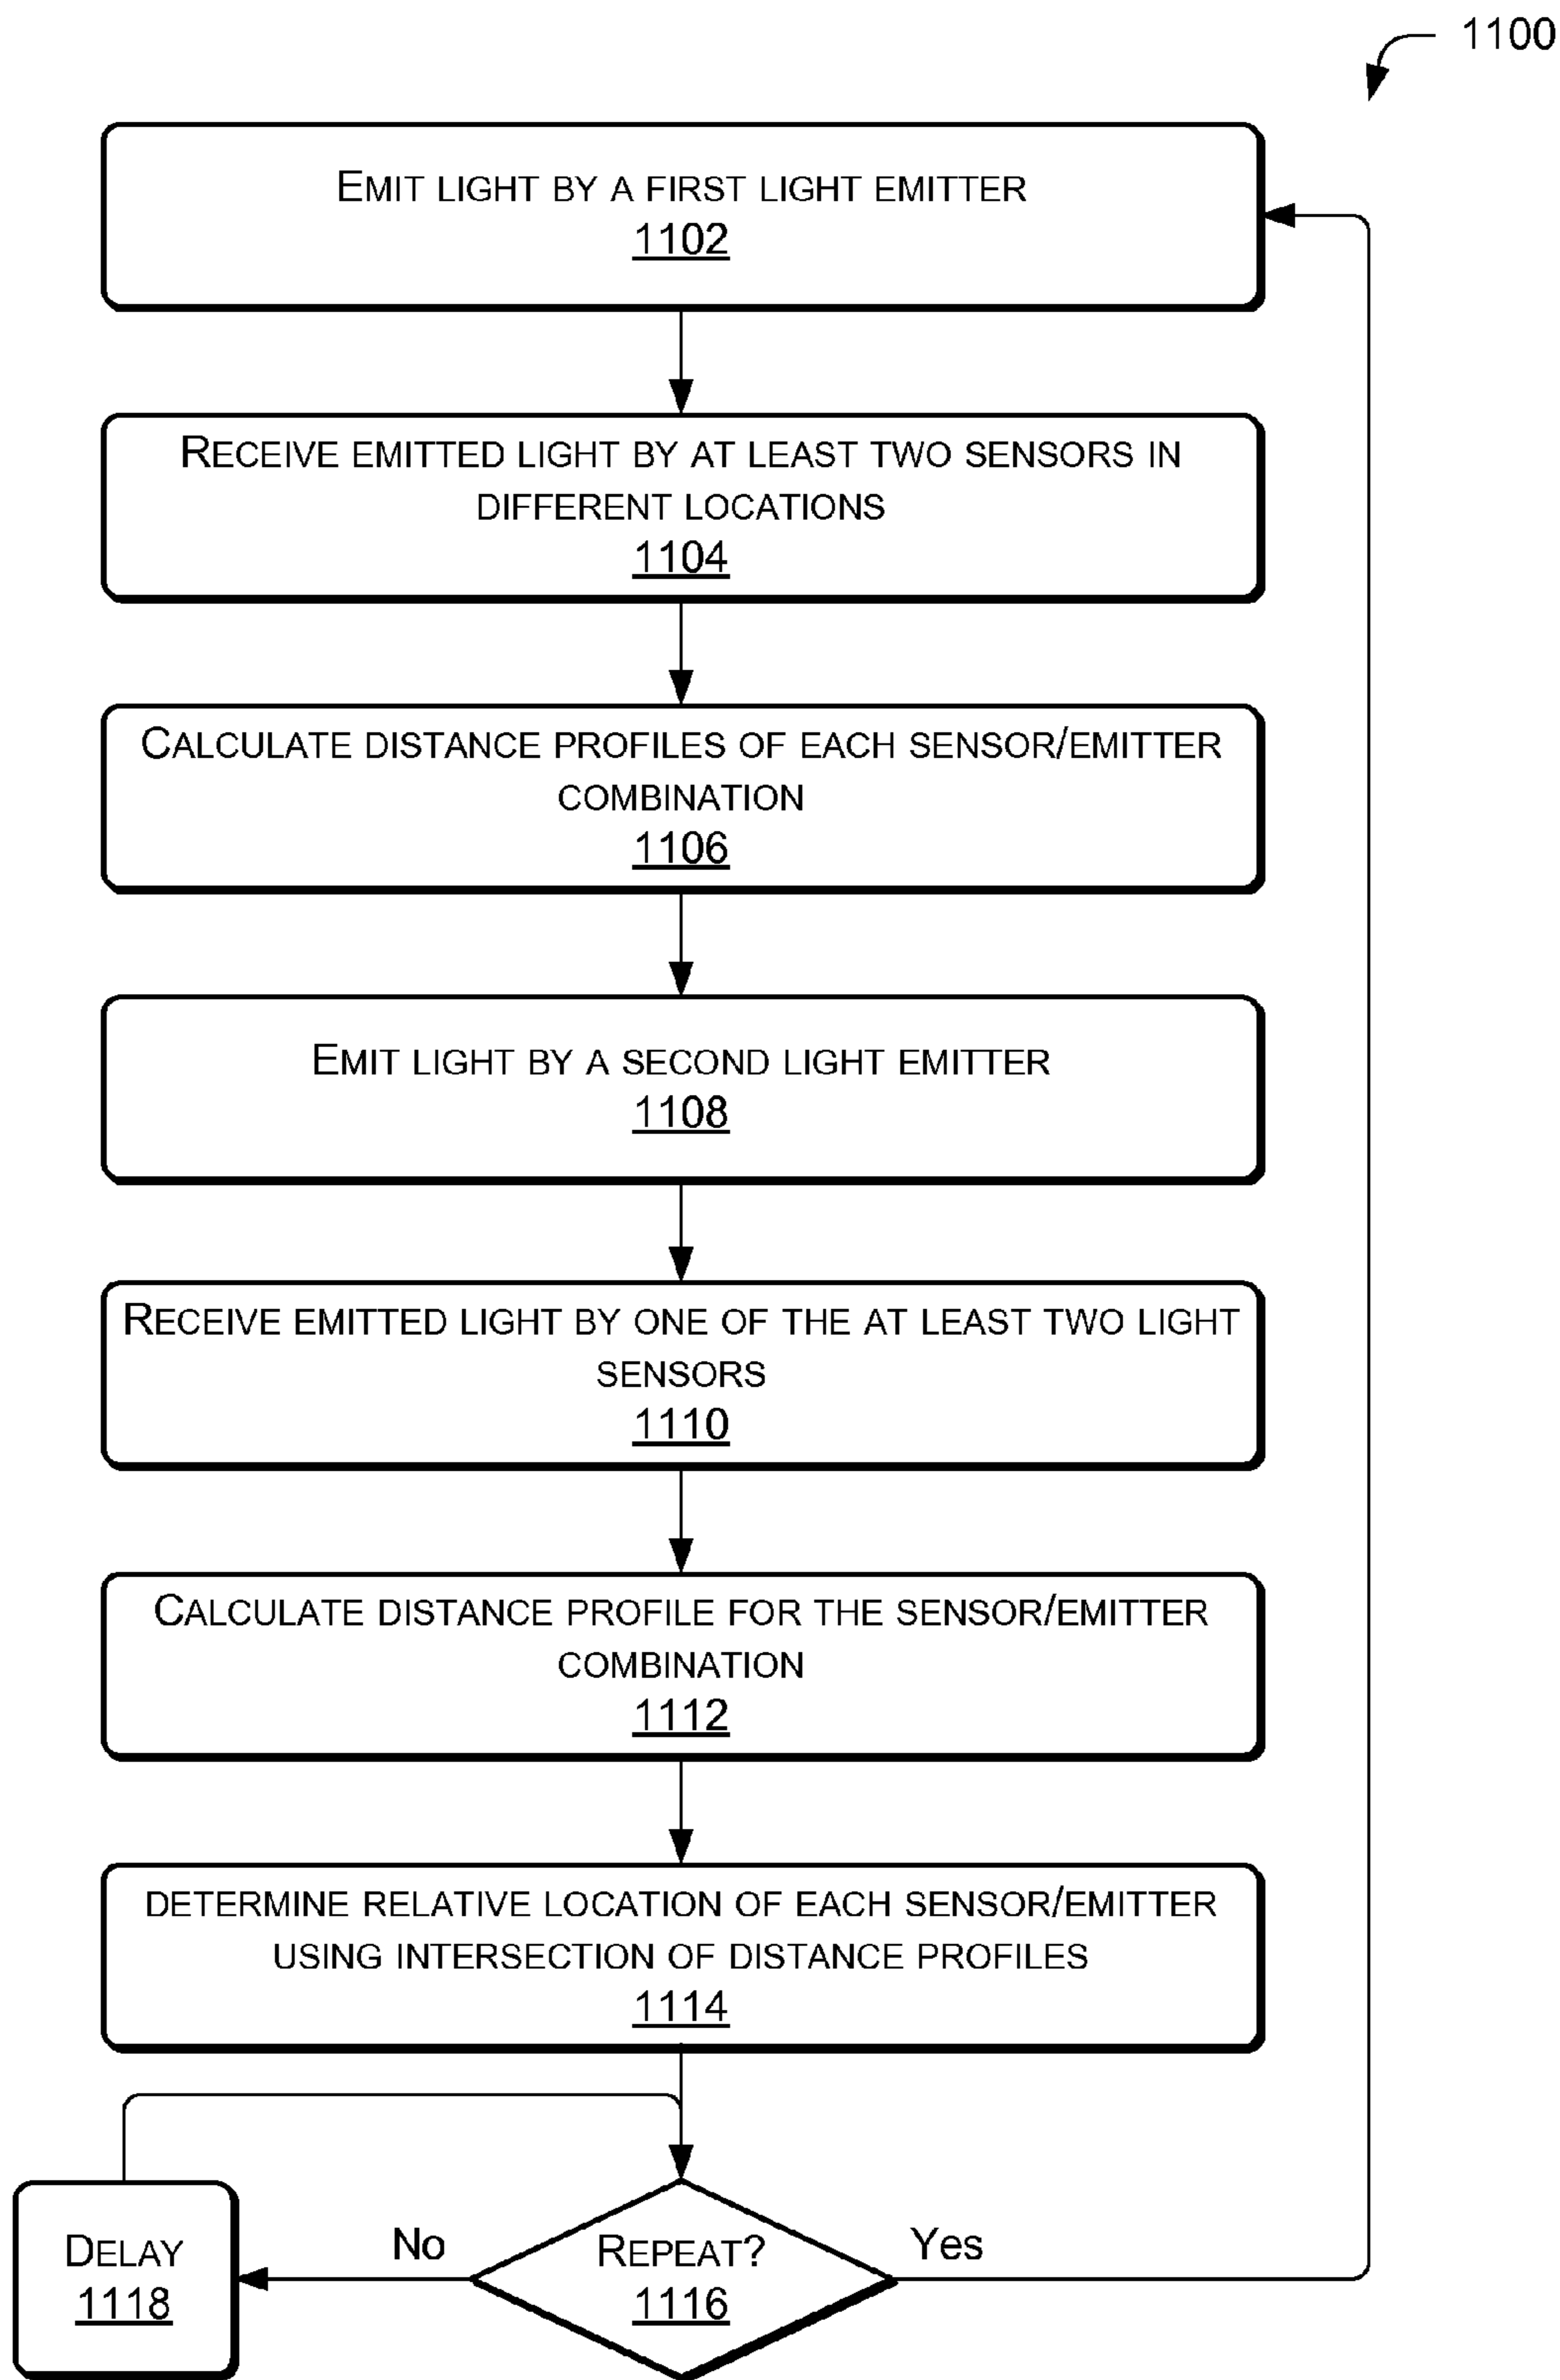 1100
EMIT LIGHT BY A FIRST LIGHT EMITTER
1102
RECEIVE EMITTED LIGHT BY AT LEAST TWO SENSORS IN
DIFFERENT LOCATIONS
1104
CALCULATE DISTANCE PROFILES OF EACH SENSOR/EMITTER
COMBINATION
1106
EMIT LIGHT BY A SECOND LIGHT EMITTER
1108
RECEIVE EMITTED LIGHT BY ONE OF THE AT LEAST TWO LIGHT
SENSORS
1110
CALCULATE DISTANCE PROFILE FOR THE SENSOR/EMITTER
COMBINATION
1112
DETERMINE RELATIVE LOCATION OF EACH SENSOR/EMITTER
USING INTERSECTION OF DISTANCE PROFILES
1114
DELAY
1118
No
REPEAT?
1116
Yes